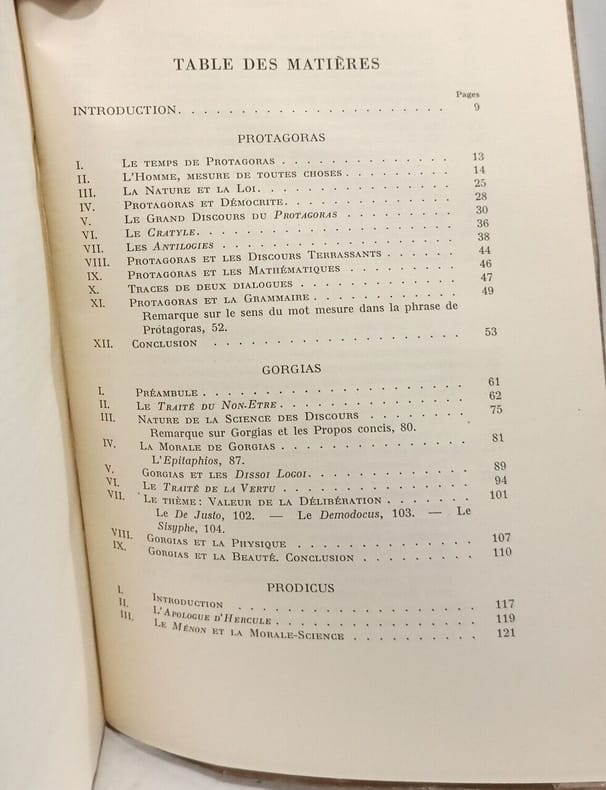 TABLE DES MATIÈRES
Pages
INTRODUCTION. . . . . . . . . . . . . . . . . . . . . 9
PROTAGORAS
I. LE TEMPS DE PROTAGORAS . . . . . . . . . . . . . . 13
II. L'HOMME, MESURE DE TOUTES CHOSES . . . . . . . . . 14
III. LA NATURE ET LA LOI. . . . . . . . . . . . . . . 25
IV. PROTAGORAS ET DÉMOCRITE. . . . . . . . . . . . . 28
V. LE GRAND DISCOURS DU PROTAGORAS . . . . . . . . . 30
VI. LE CRATYLE. . . . . . . . . . . . . . . . . . . 36
VII. LES ANTILOGIES . . . . . . . . . . . . . . . . . 38
VIII. PROTAGORAS ET LES DISCOURS TERRASSANTS . . . . . . 44
IX. PROTAGORAS ET LES MATHÉMATIQUES . . . . . . . . . 46
X. TRACES DE DEUX DIALOGUES . . . . . . . . . . . . . 47
XI. PROTAGORAS ET LA GRAMMAIRE . . . . . . . . . . . . 49
Remarque sur le sens du mot mesure dans la phrase de
Prótagoras, 52.
XII. CONCLUSION . . . . . . . . . . . . . . . . . . 53
GORGIAS
I. PRÉAMBULE . . . . . . . . . . . . . . . . . . . 61
II. LE TRAITÉ DU NON-ETRE . . . . . . . . . . . . . . 62
III. NATURE DE LA SCIENCE DES DISCOURS . . . . . . . . 75
Remarque sur Gorgias et les Propos concis, 80.
IV. LA MORALE DE GORGIAS . . . . . . . . . . . . . . 81
L'Epitaphios, 87.
V. GORGIAS ET LES DISSOI LOGOI. . . . . . . . . . . . 89
VI. LE TRAITÉ DE LA VERTU . . . . . . . . . . . . . . 94
VII. LE THÈME : VALEUR DE LA DÉLIBÉRATION . . . . . . . 101
Le De Justo, 102. — Le Demodocus, 103. — Le
Sisyphe, 104.
VIII. GORGIAS ET LA PHYSIQUE . . . . . . . . . . . . . 107
IX. GORGIAS ET LA BEAUTÉ. CONCLUSION . . . . . . . . . 110
PRODICUS
I. INTRODUCTION . . . . . . . . . . . . . . . . . . 117
II. L'APOLOGUE D'HERCULE . . . . . . . . . . . . . . . 119
III. LE MÉNON ET LA MORALE-SCIENCE . . . . . . . . . . 121